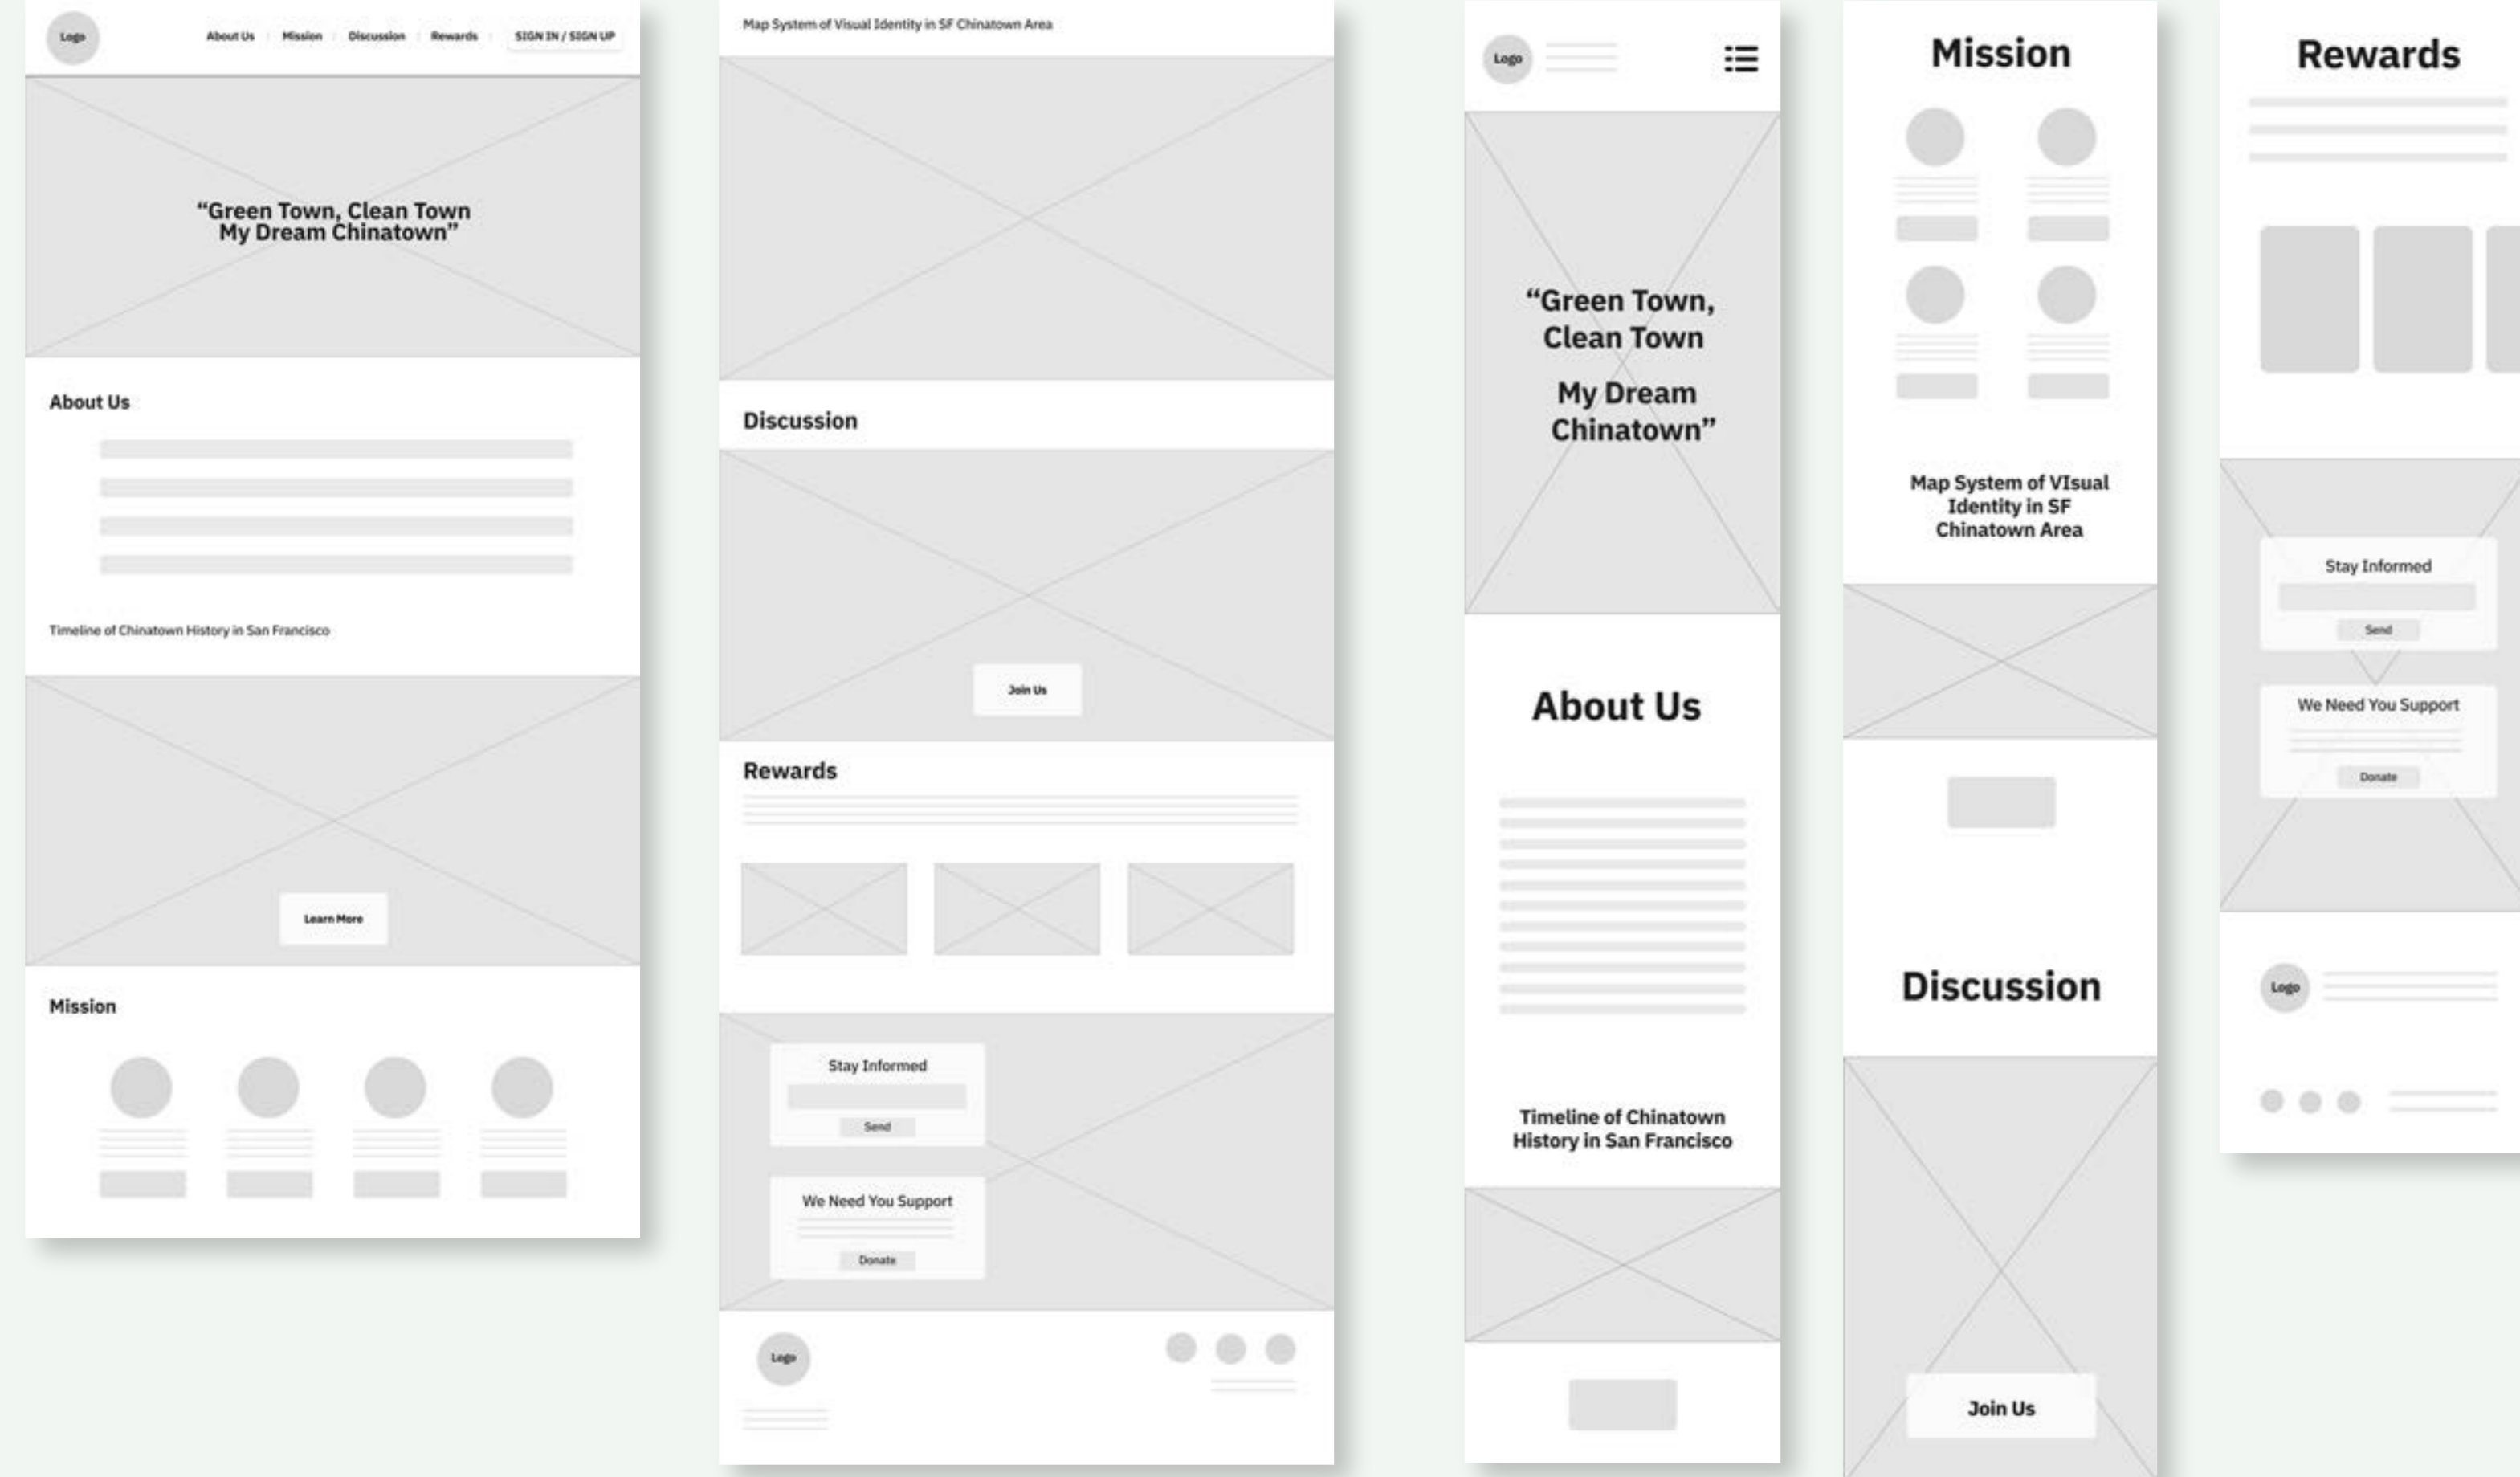 Logo
About Us
Mission
Discussion
Rewards
SIGN IN / SIGN UP
“Green Town, Clean Town
My Dream Chinatown”
About Us
Timeline of Chinatown History in San Francisco
Learn More
Mission
Map System of Visual Identity in SF Chinatown Area
Discussion
Join Us
Rewards
Stay Informed
Send
We Need You Support
Donate
Logo
Logo
“Green Town,
Clean Town
My Dream
Chinatown”
About Us
Timeline of Chinatown
History in San Francisco
Mission
Map System of VIsual
Identity in SF
Chinatown Area
Discussion
Join Us
Rewards
Stay Informed
Send
We Need You Support
Donate
Logo